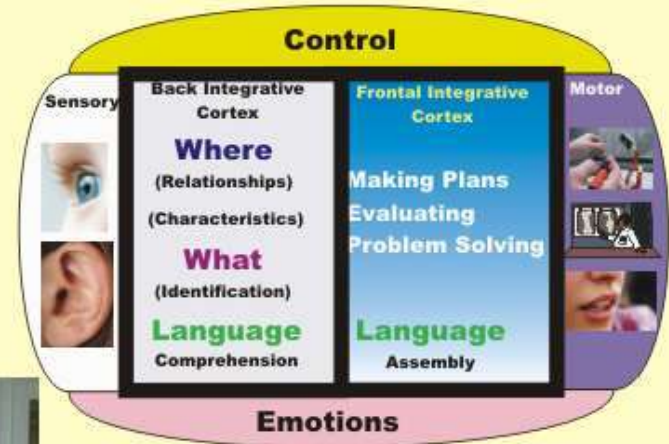 Control
Sensory
Back Integrative
Cortex
Where
(Relationships)
(Characteristics)
What
(Identification)
Language
Comprehension
Frontal Integrative
Cortex
Making Plans
Evaluating
Problem Solving
Language
Assembly
Motor
Emotions